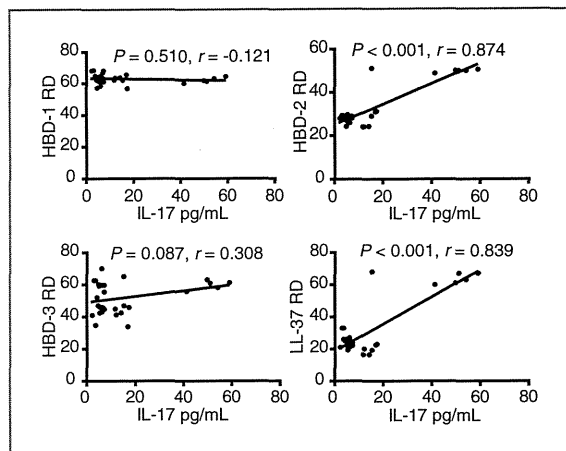 P = 0.510, r = -0.121
HBD-1 RD
80
60
40
20
0
0 20 40 60 80
IL-17 pg/mL
P < 0.001, r = 0.874
HBD-2 RD
60
40
20
0
0 20 40 60 80
IL-17 pg/mL
P = 0.087, r = 0.308
HBD-3 RD
80
60
40
20
0
0 20 40 60 80
IL-17 pg/mL
P < 0.001, r = 0.839
LL-37 RD
80
60
40
20
0
0 20 40 60 80
IL-17 pg/mL